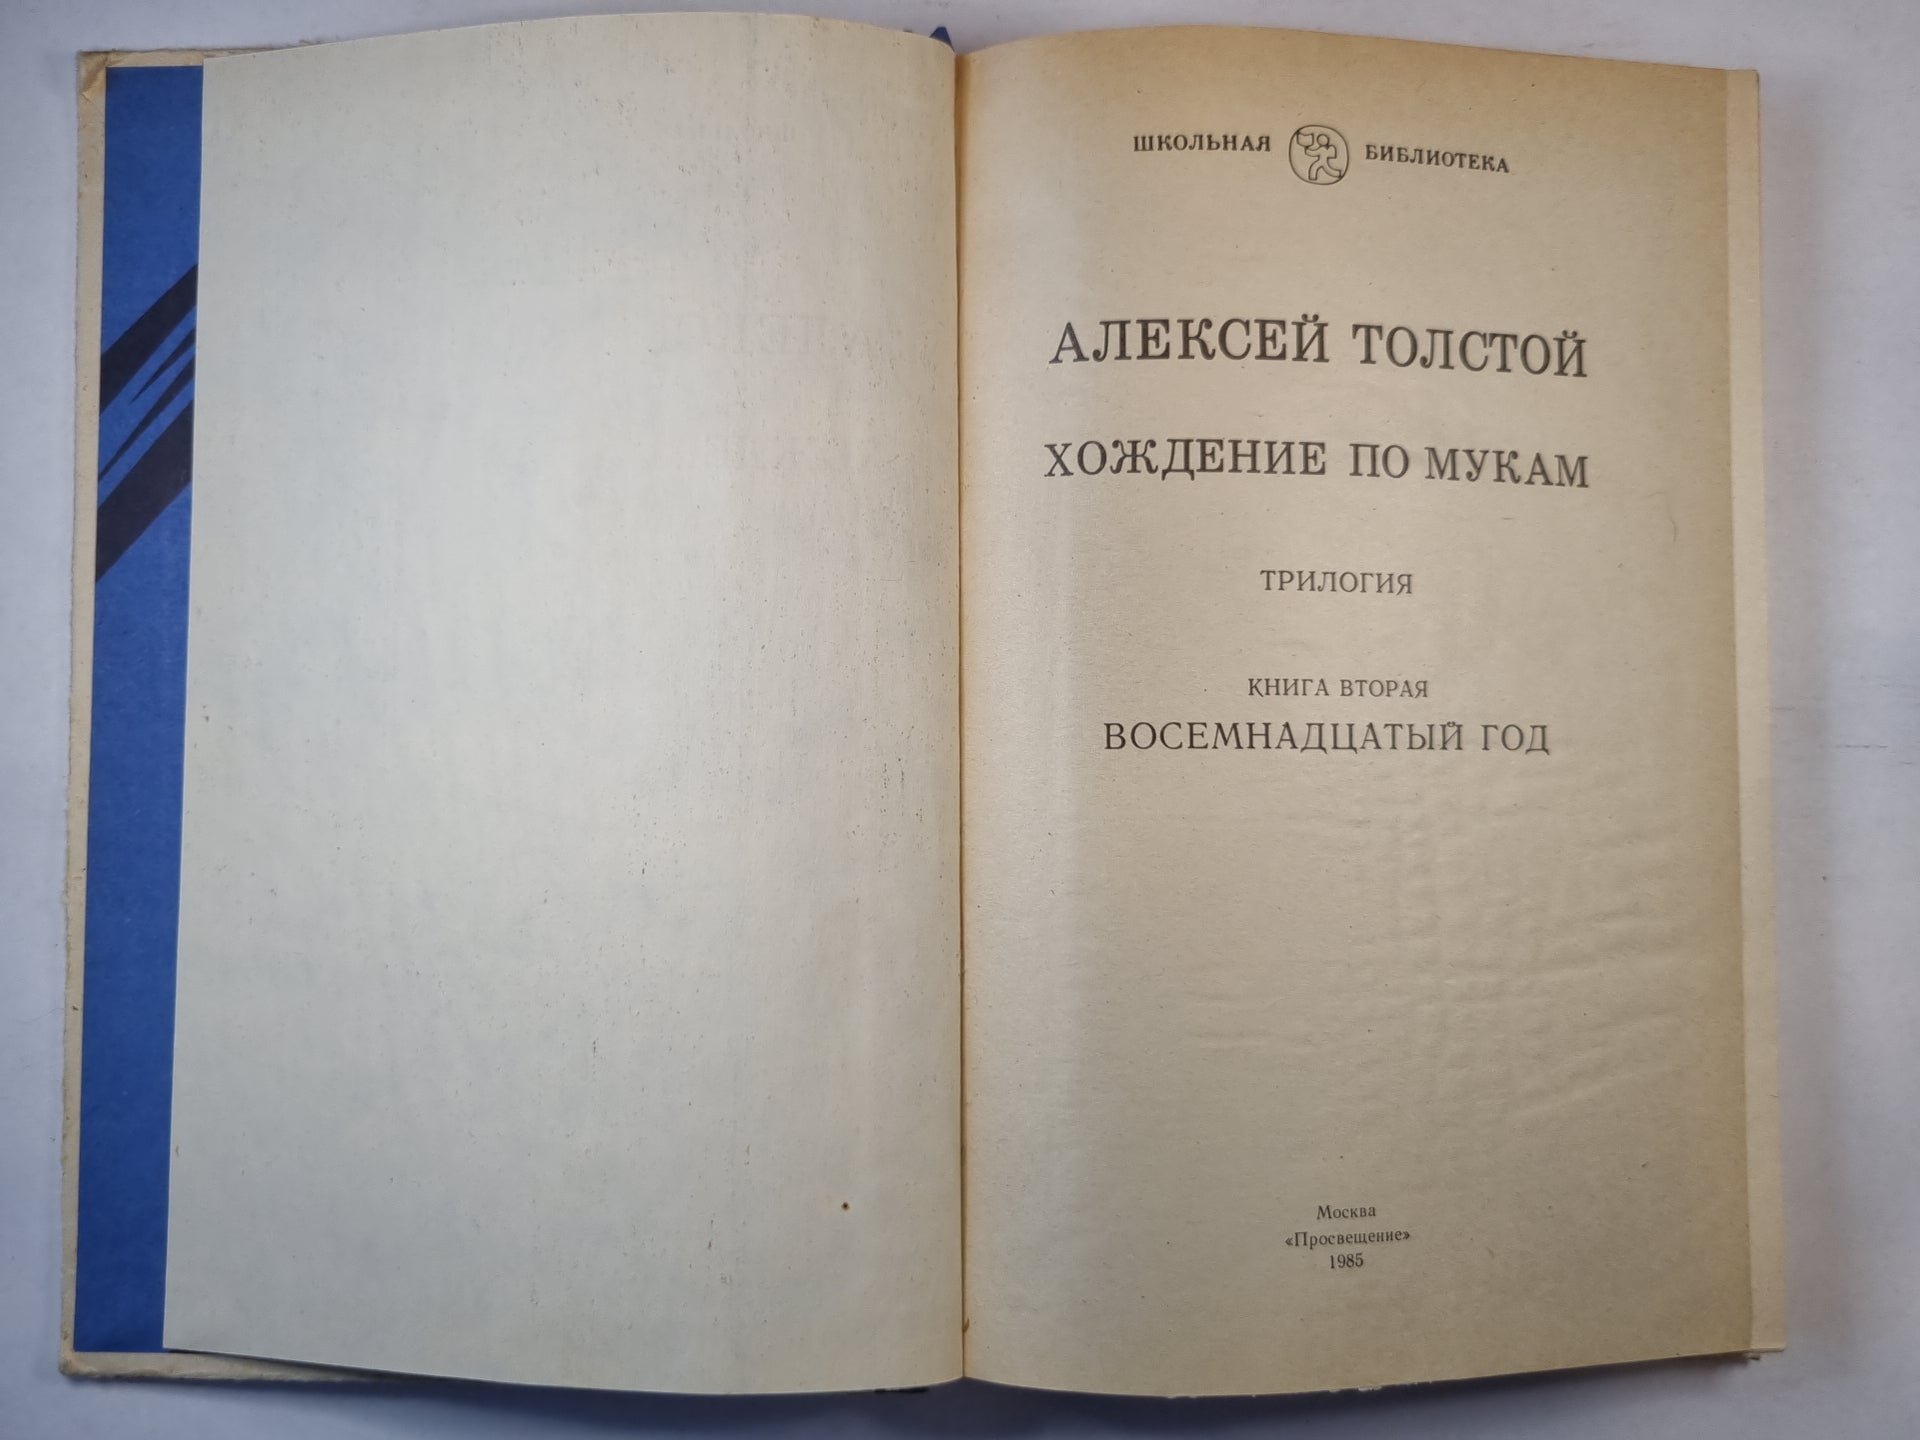 ШКОЛЬНАЯ БИБЛИОТЕКА
АЛЕКСЕЙ ТОЛСТОЙ
ХОЖДЕНИЕ ПО МУКАМ
ТРИЛОГИЯ
КНИГА ВТОРАЯ
ВОСЕМНАДЦАТЫЙ ГОД
Москва
«Просвещение»
1985